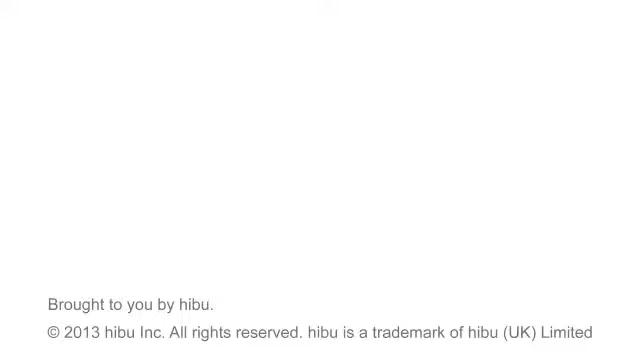 Brought to you by hibu.
© 2013 hibu Inc. All rights reserved. hibu is a trademark of hibu (UK) Limited